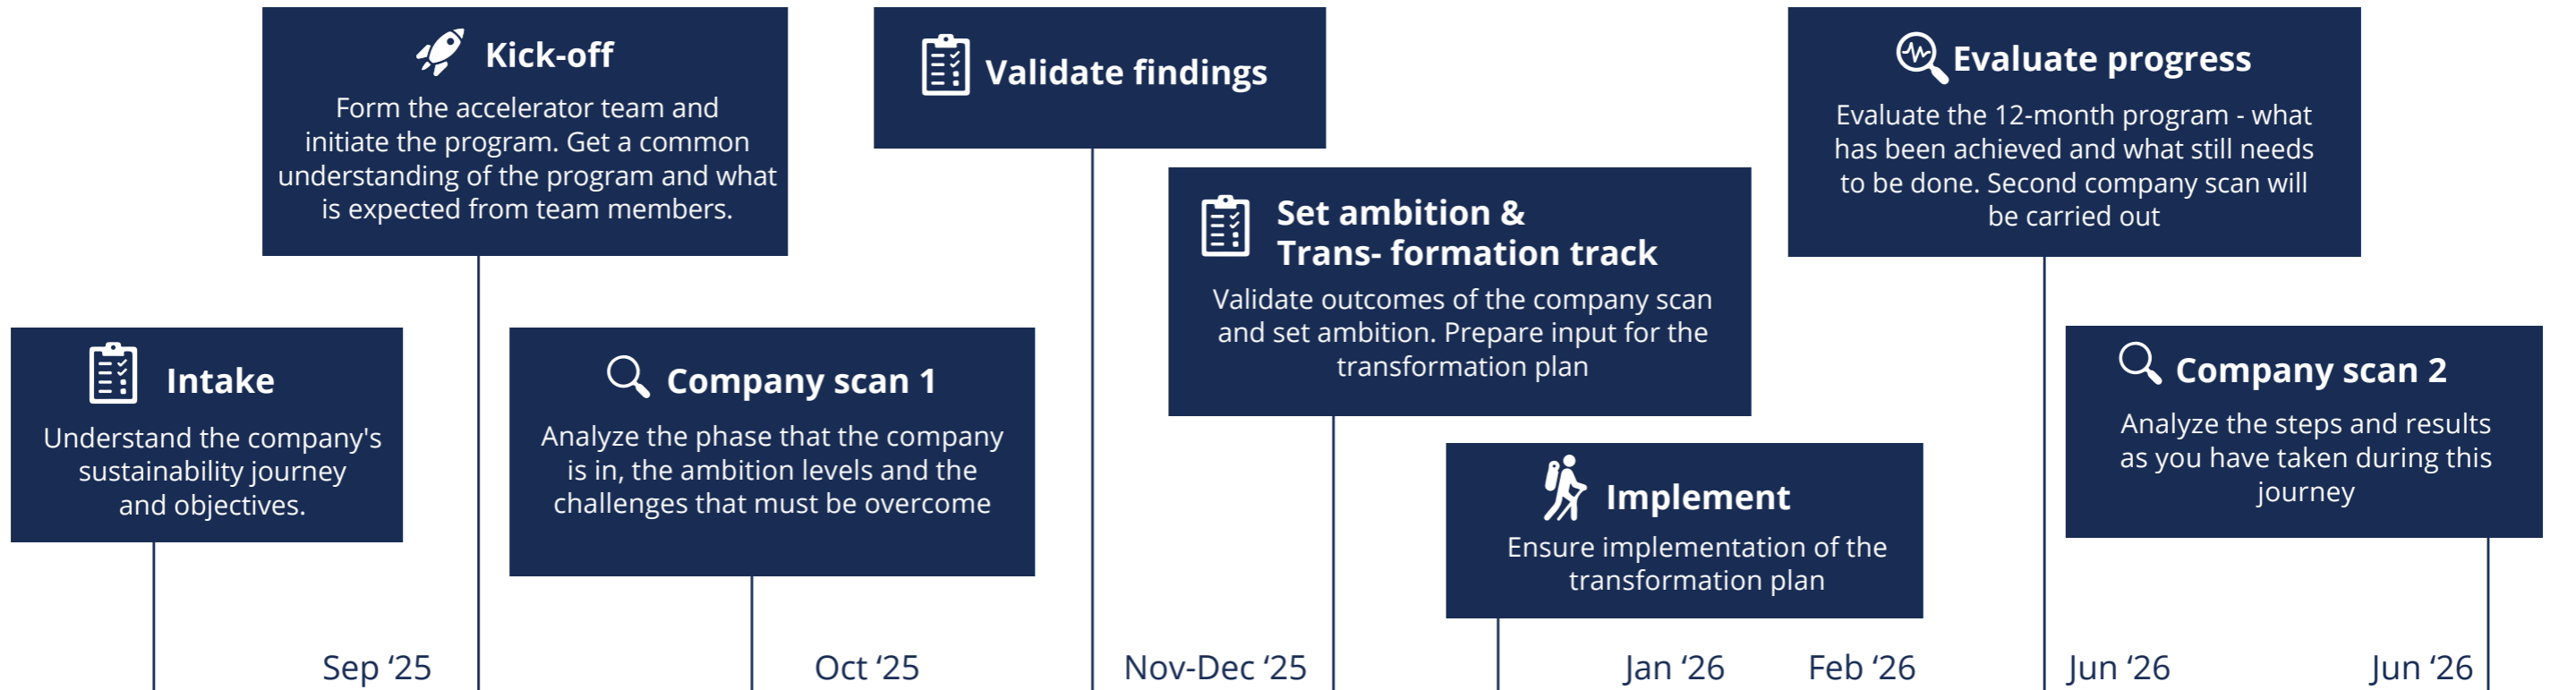 Kick-off
Form the accelerator team and
initiate the program. Get a common
understanding of the program and what
is expected from team members.
Validate findings
Evaluate progress
Evaluate the 12-month program - what
has been achieved and what still needs
to be done. Second company scan will
be carried out
Set ambition &
Trans- formation track
Validate outcomes of the company scan
and set ambition. Prepare input for the
transformation plan
Intake
Understand the company's
sustainability journey
and objectives.
Company scan 1
Analyze the phase that the company
is in, the ambition levels and the
challenges that must be overcome
Company scan 2
Analyze the steps and results
as you have taken during this
journey
Implement
Ensure implementation of the
transformation plan
Sep ‘25
Oct ‘25
Nov-Dec ‘25
Jan ‘26
Feb ‘26
Jun ‘26
Jun ‘26